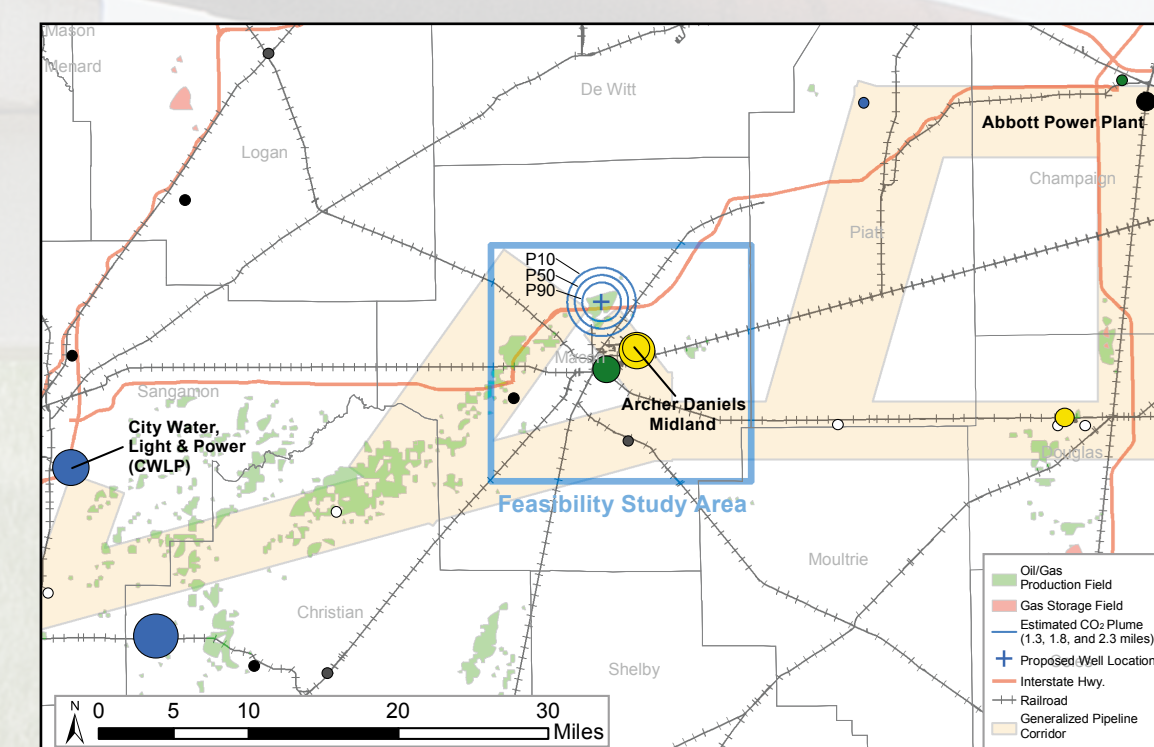 Mason
Menard
De Witt
Logan
Abbott Power Plant
Champaign
Piatt
P10
P50
P90
Macon
Sangamon
Archer Daniels
Midland
City Water,
Light & Power
(CWLP)
Douglas
Feasibility Study Area
Moultrie
Christian
Shelby
Oil/Gas
Production Field
Gas Storage Field
Estimated CO₂ Plume
(1.3, 1.8, and 2.3 miles)
Proposed Well Location
Interstate Hwy.
Railroad
Generalized Pipeline
Corridor
N
0 5 10 20 30
Miles